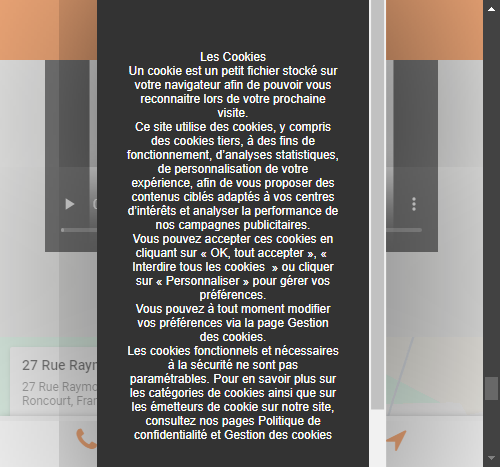 Les Cookies
Un cookie est un petit fichier stocké sur
votre navigateur afin de pouvoir vous
reconnaitre lors de votre prochaine
visite.
Ce site utilise des cookies, y compris
des cookies tiers, à des fins de
fonctionnement, d'analyses statistiques,
de personnalisation de votre
expérience, afin de vous proposer des
contenus ciblés adaptés à vos centres
d'intérêts et analyser la performance de
nos campagnes publicitaires.
Vous pouvez accepter ces cookies en
cliquant sur « OK, tout accepter », «
Interdire tous les cookies » ou cliquer
sur « Personnaliser » pour gérer vos
préférences.
Vous pouvez à tout moment modifier
vos préférences via la page Gestion
des cookies.
Les cookies fonctionnels et nécessaires
à la sécurité ne sont pas
paramétrables. Pour en savoir plus sur
les catégories de cookies ainsi que sur
les émetteurs de cookie sur notre site,
consultez nos pages Politique de
confidentialité et Gestion des cookies
27 Rue Raym
27 Rue Raymo
Roncourt, Fran